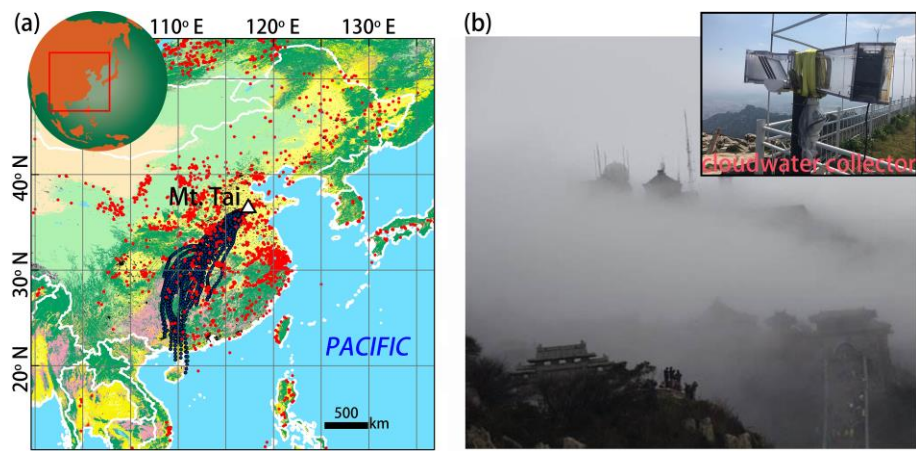 (a)
110°E
120°E
130°E
40° N
30° N
20° N
Mt. Tai
PACIFIC
500
km
(b)
cloudwater collector